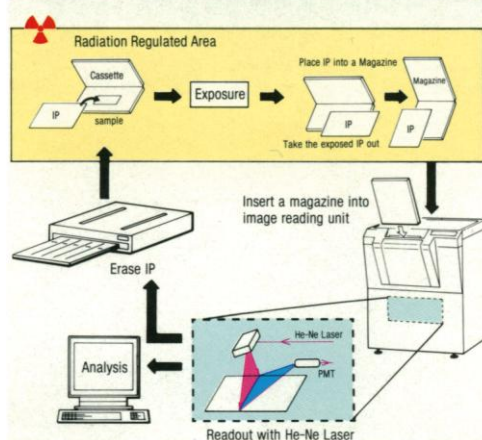 Radiation Regulated Area
Cassette
IP
sample
Exposure
Place IP into a Magazine
IP
Take the exposed IP out
Magazine
IP
Insert a magazine into
image reading unit
Erase IP
He-Ne Laser
PMT
Analysis
Readout with He-Ne Laser